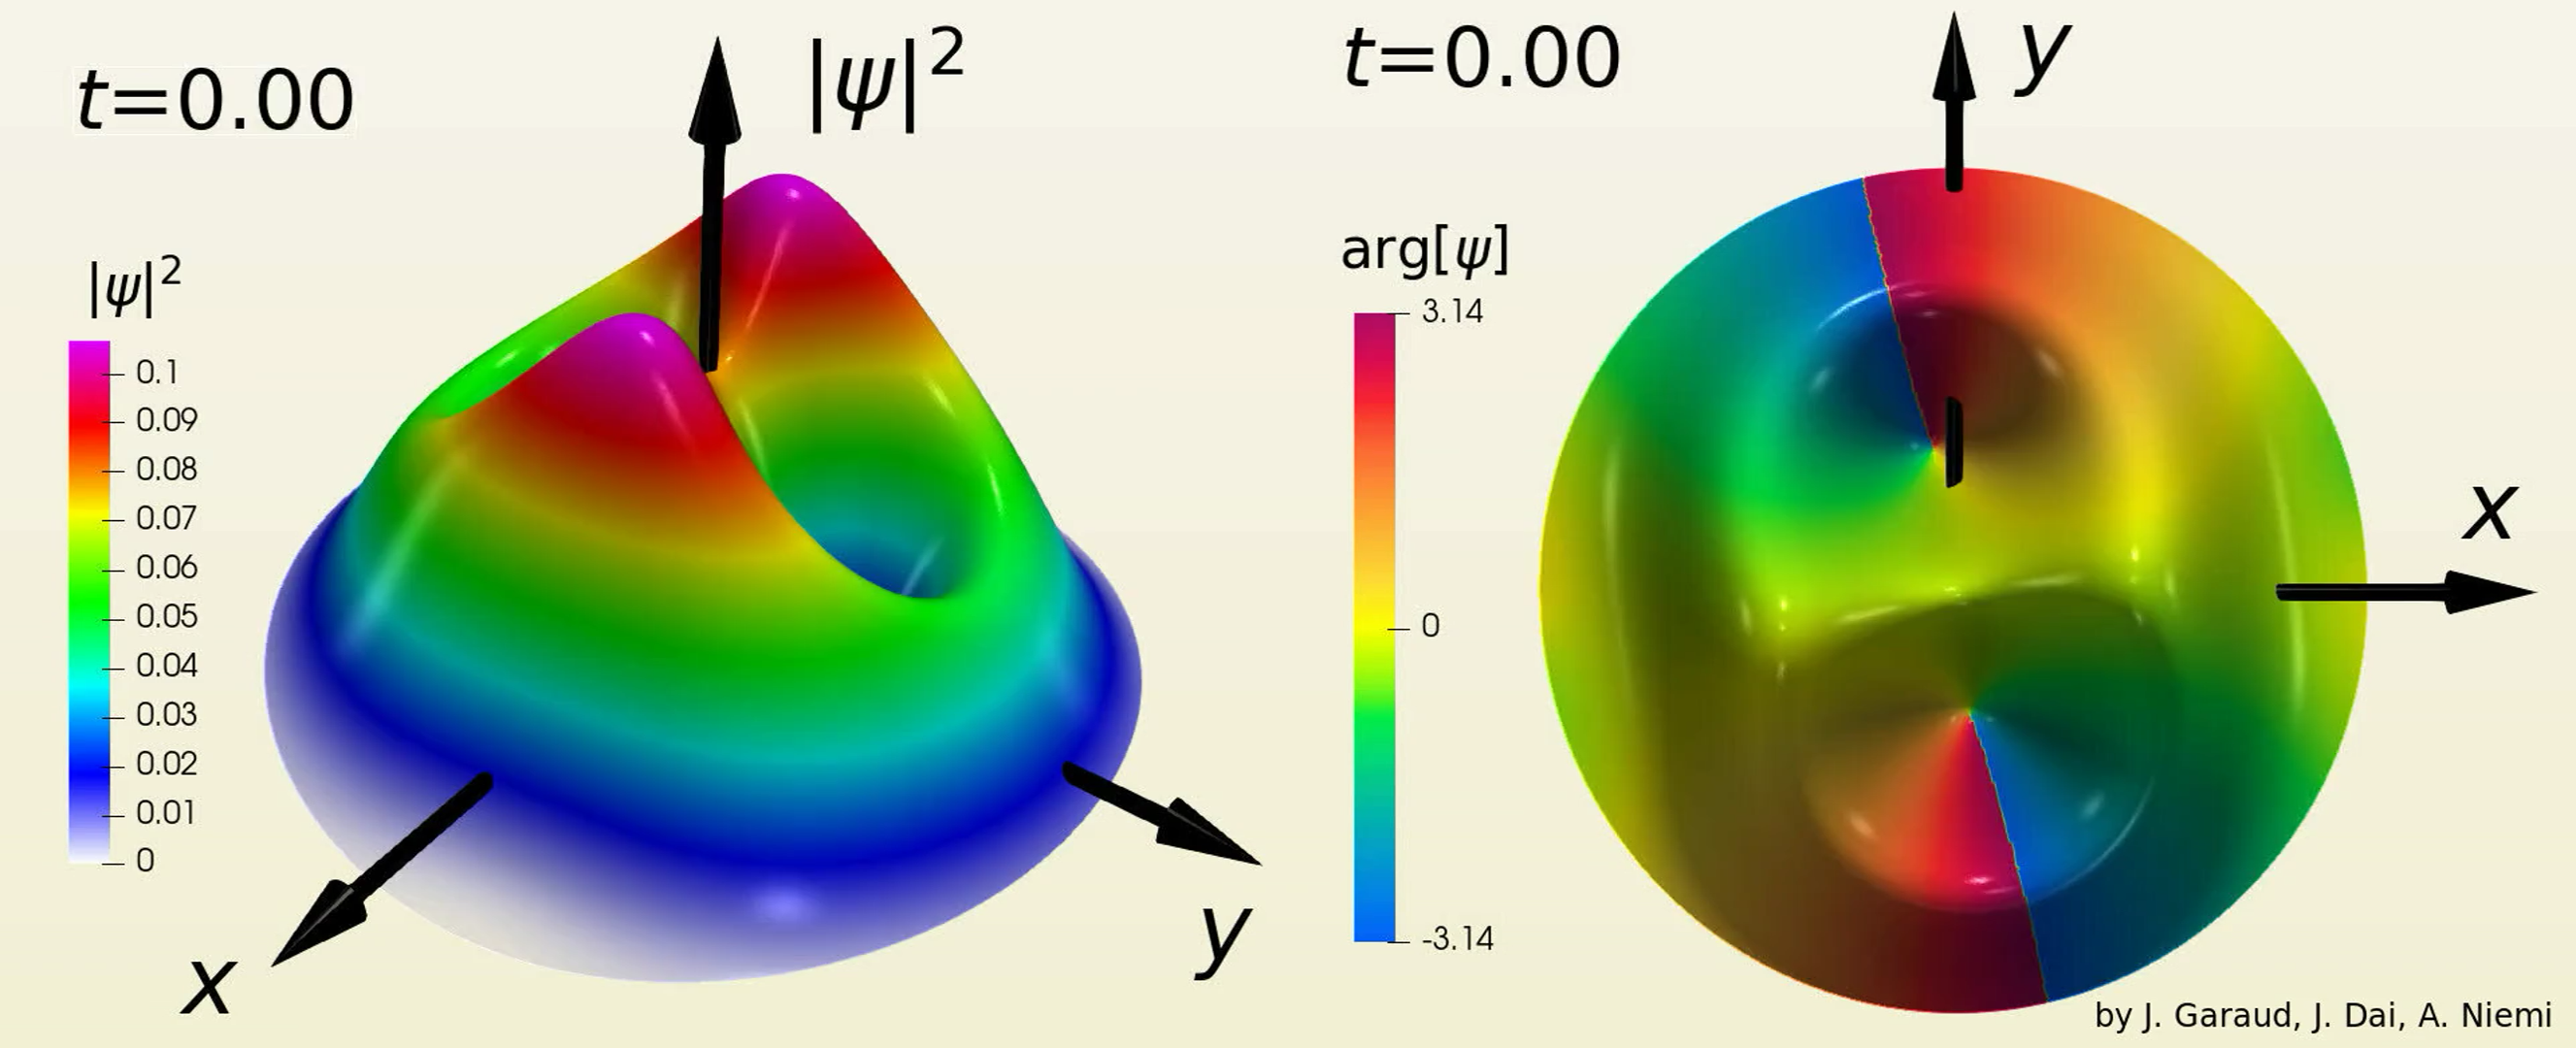 t=0.00
|ψ|²
|ψ|²
0.1
0.09
0.08
0.07
0.06
0.05
0.04
0.03
0.02
0.01
0
x
y
t=0.00
y
arg[ψ]
3.14
0
-3.14
x
by J. Garaud, J. Dai, A. Niemi